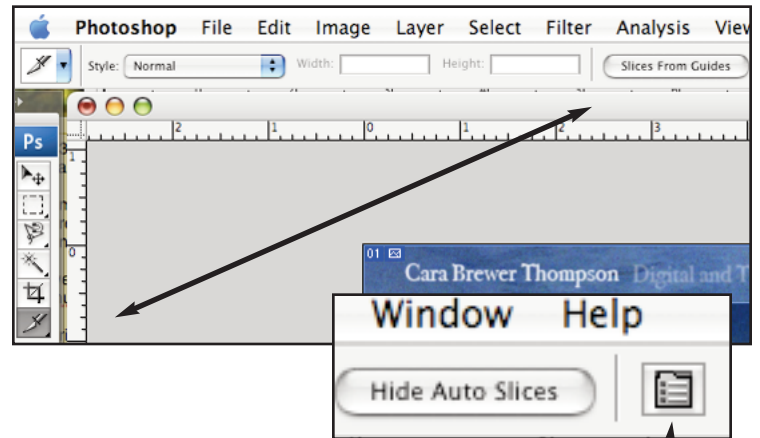 Photoshop File Edit Image Layer Select Filter Analysis View
Style: Normal Width: Height: Slices From Guides
2 1 0 1 2 3
Ps
1
0
01
Cara Brewer Thompson Digital and T
Window Help
Hide Auto Slices